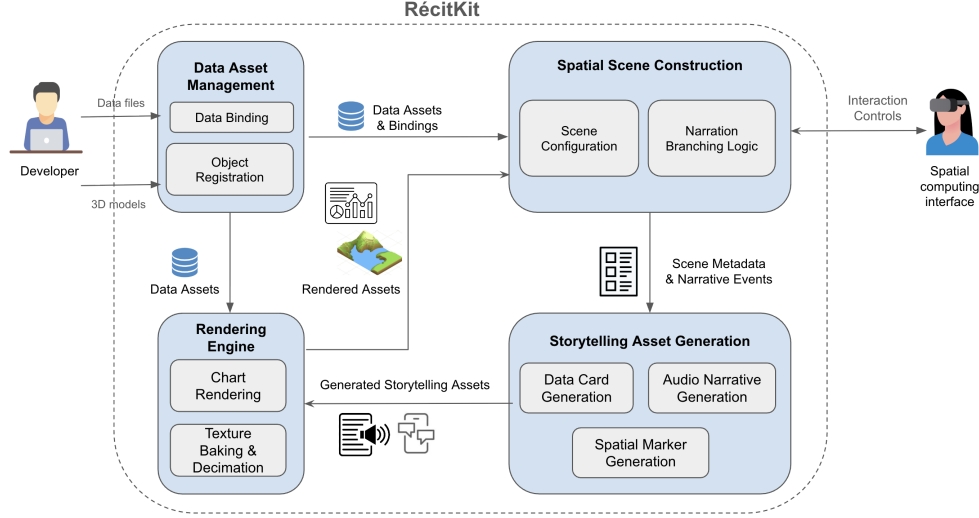 RécitKit
Data Asset
Management
Data Binding
Object
Registration
Data files
Developer
3D models
Data Assets
& Bindings
Spatial Scene Construction
Scene
Configuration
Narration
Branching Logic
Interaction
Controls
Spatial
computing
interface
Data Assets
Rendered Assets
Scene Metadata
& Narrative Events
Rendering
Engine
Chart
Rendering
Texture
Baking &
Decimation
Generated Storytelling Assets
Storytelling Asset Generation
Data Card
Generation
Audio Narrative
Generation
Spatial Marker
Generation